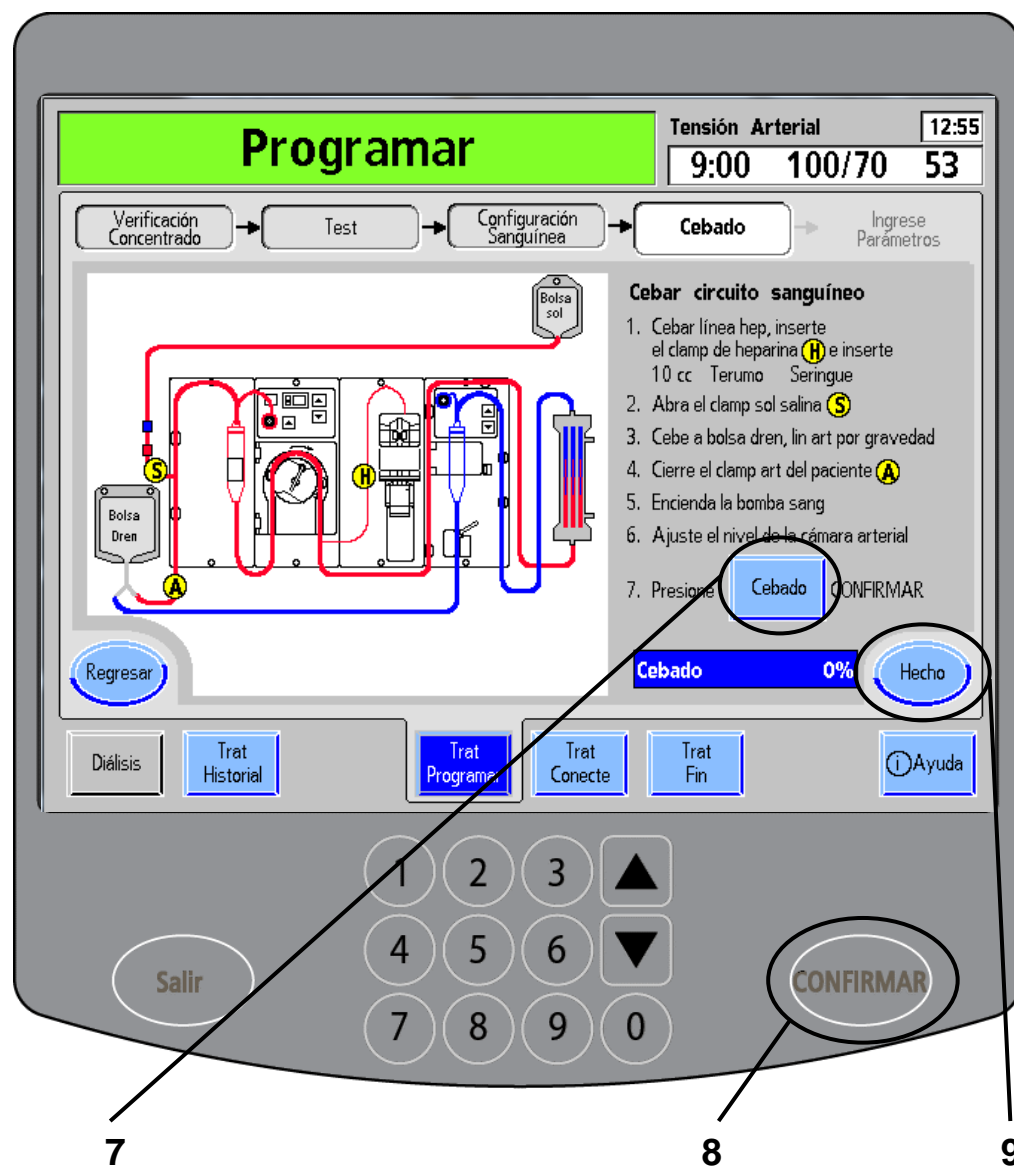 Programar
Tensión Arterial 12:55
9:00 100/70 53
Verificación
Concentrado
Test
Configuración
Sanguínea
Cebado
Ingrese
Parámetros
Bolsa
sol
S
H
Bolsa
Dren
A
Cebar circuito sanguíneo
1. Cebar línea hep, inserte
el clamp de heparina H e inserte
10 cc Terumo Seringue
2. Abra el clamp sol salina S
3. Cebe a bolsa dren, lin art por gravedad
4. Cierre el clamp art del paciente A
5. Encienda la bomba sang
6. Ajuste el nivel de la cámara arterial
7. Presione Cebado CONFIRMAR
Regresar
Cebado 0%
Hecho
Diálisis
Trat
Historial
Trat
Programar
Trat
Conecte
Trat
Fin
i Ayuda
1 2 3
4 5 6
7 8 9 0
Salir
CONFIRMAR
7 8 9